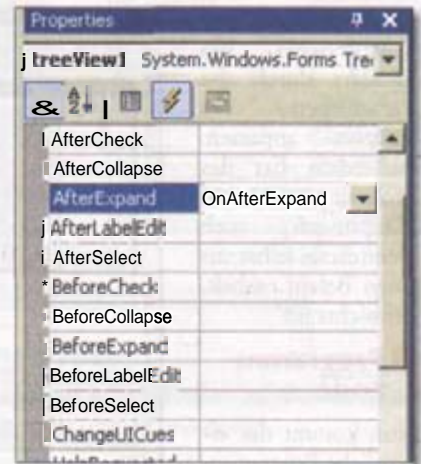 Properties
treeView1 System.Windows.Forms Tre
AfterCheck
AfterCollapse
AfterExpand OnAfterExpand
AfterLabelEdit
AfterSelect
BeforeCheck
BeforeCollapse
BeforeExpand
BeforeLabelEdit
BeforeSelect
ChangeUICues